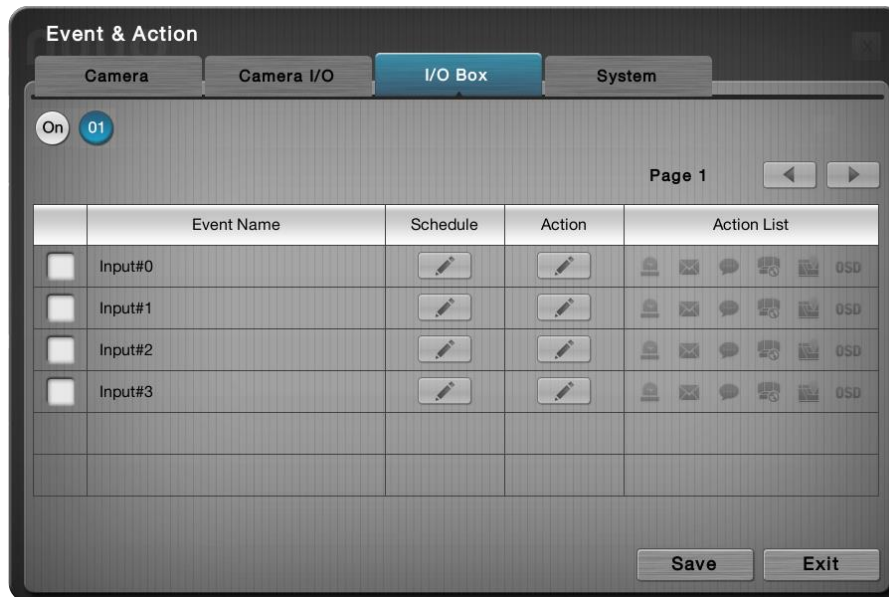 Event & Action
Camera Camera I/O I/O Box System
On 01
Page 1
Event Name Schedule Action Action List
Input#0 OSD
Input#1 OSD
Input#2 OSD
Input#3 OSD
Save Exit